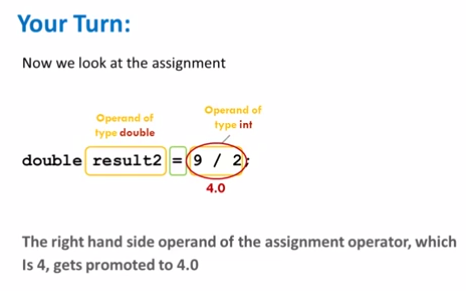 Your Turn:
Now we look at the assignment
Operand of
type double
Operand of
type int
double result2 = 9 / 2;
4.0
The right hand side operand of the assignment operator, which
Is 4, gets promoted to 4.0